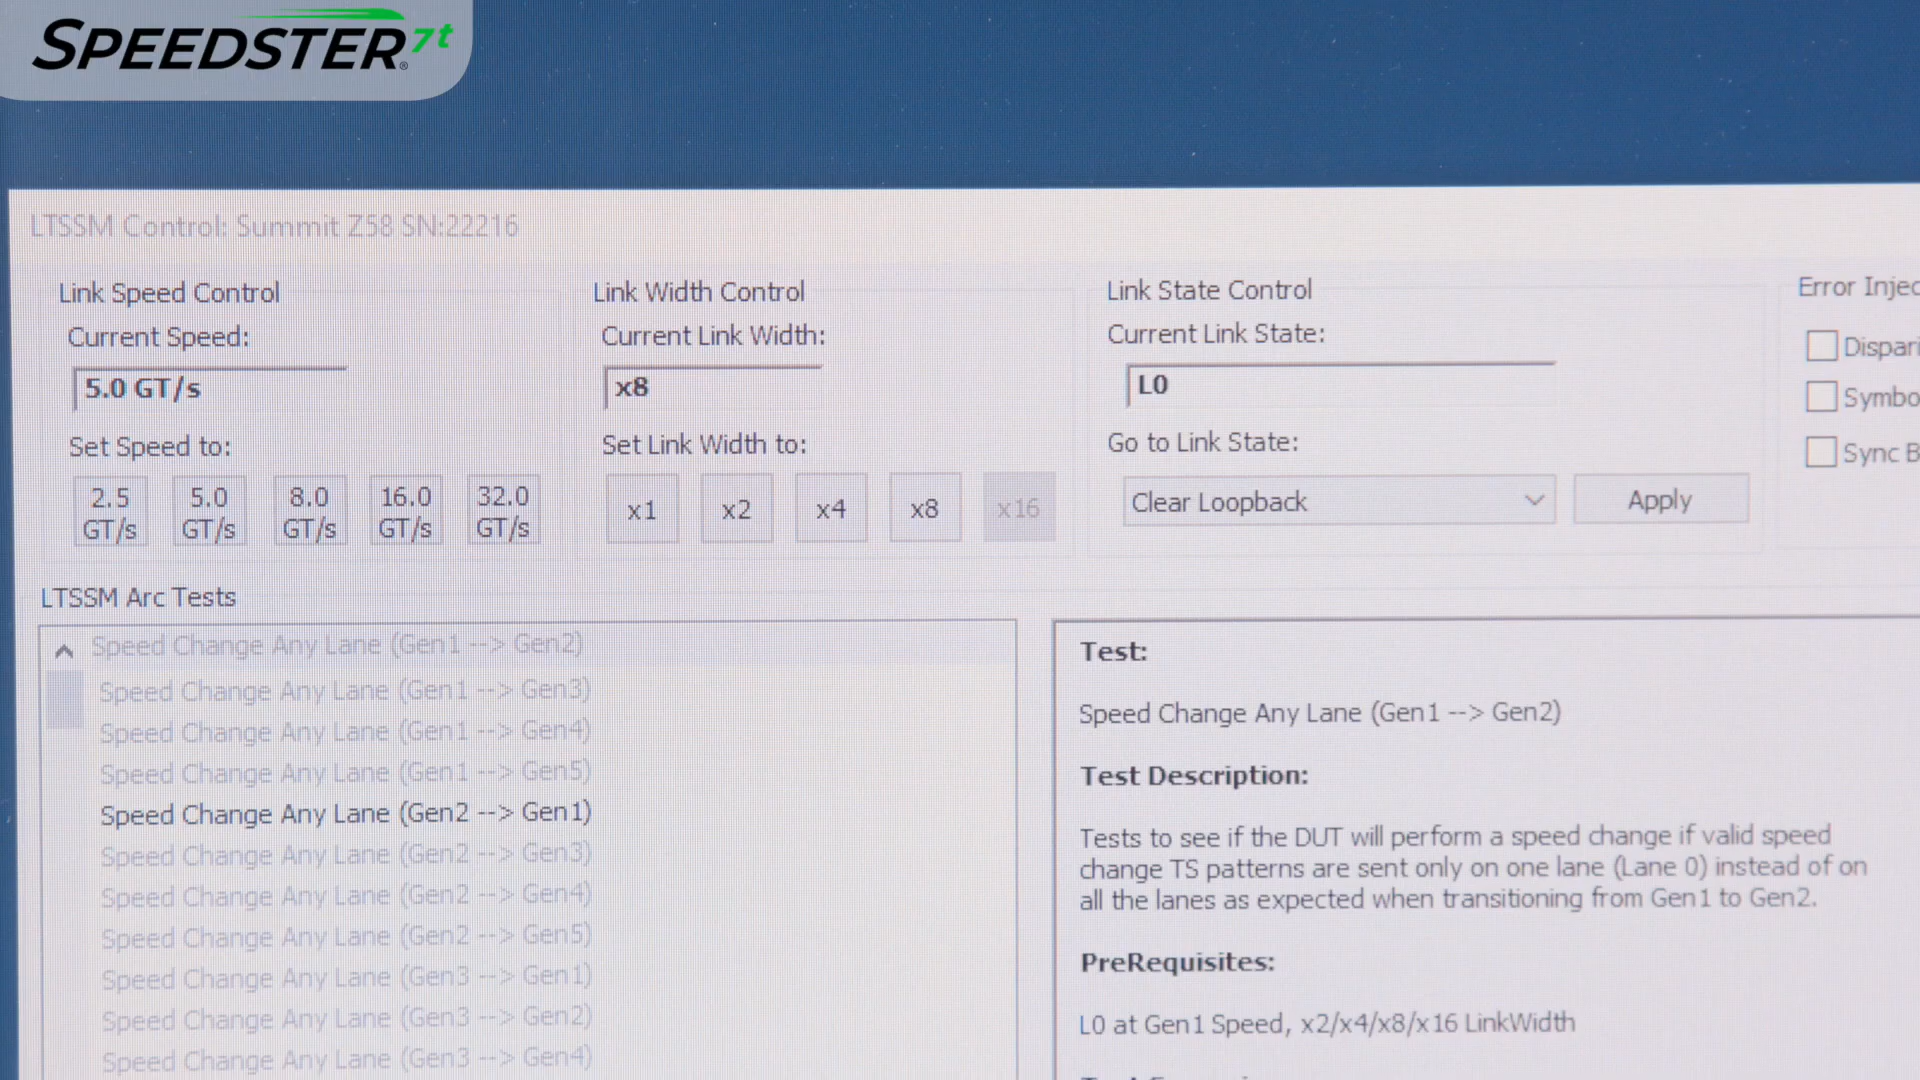 SPEEDSTER® 7t
LTSSM Control: Summit Z58 SN:22216
Link Speed Control
Current Speed:
5.0 GT/s
Set Speed to:
2.5 GT/s
5.0 GT/s
8.0 GT/s
16.0 GT/s
32.0 GT/s
Link Width Control
Current Link Width:
x8
Set Link Width to:
x1
x2
x4
x8
x16
Link State Control
Current Link State:
L0
Go to Link State:
Clear Loopback
Apply
Error Injec
Dispari
Symbo
Sync B
LTSSM Arc Tests
Speed Change Any Lane (Gen1 --> Gen2)
Speed Change Any Lane (Gen1 --> Gen3)
Speed Change Any Lane (Gen1 --> Gen4)
Speed Change Any Lane (Gen1 --> Gen5)
Speed Change Any Lane (Gen2 --> Gen1)
Speed Change Any Lane (Gen2 --> Gen3)
Speed Change Any Lane (Gen2 --> Gen4)
Speed Change Any Lane (Gen2 --> Gen5)
Speed Change Any Lane (Gen3 --> Gen1)
Speed Change Any Lane (Gen3 --> Gen2)
Speed Change Any Lane (Gen3 --> Gen4)
Test:
Speed Change Any Lane (Gen1 --> Gen2)
Test Description:
Tests to see if the DUT will perform a speed change if valid speed
change TS patterns are sent only on one lane (Lane 0) instead of on
all the lanes as expected when transitioning from Gen1 to Gen2.
PreRequisites:
L0 at Gen1 Speed, x2/x4/x8/x16 LinkWidth